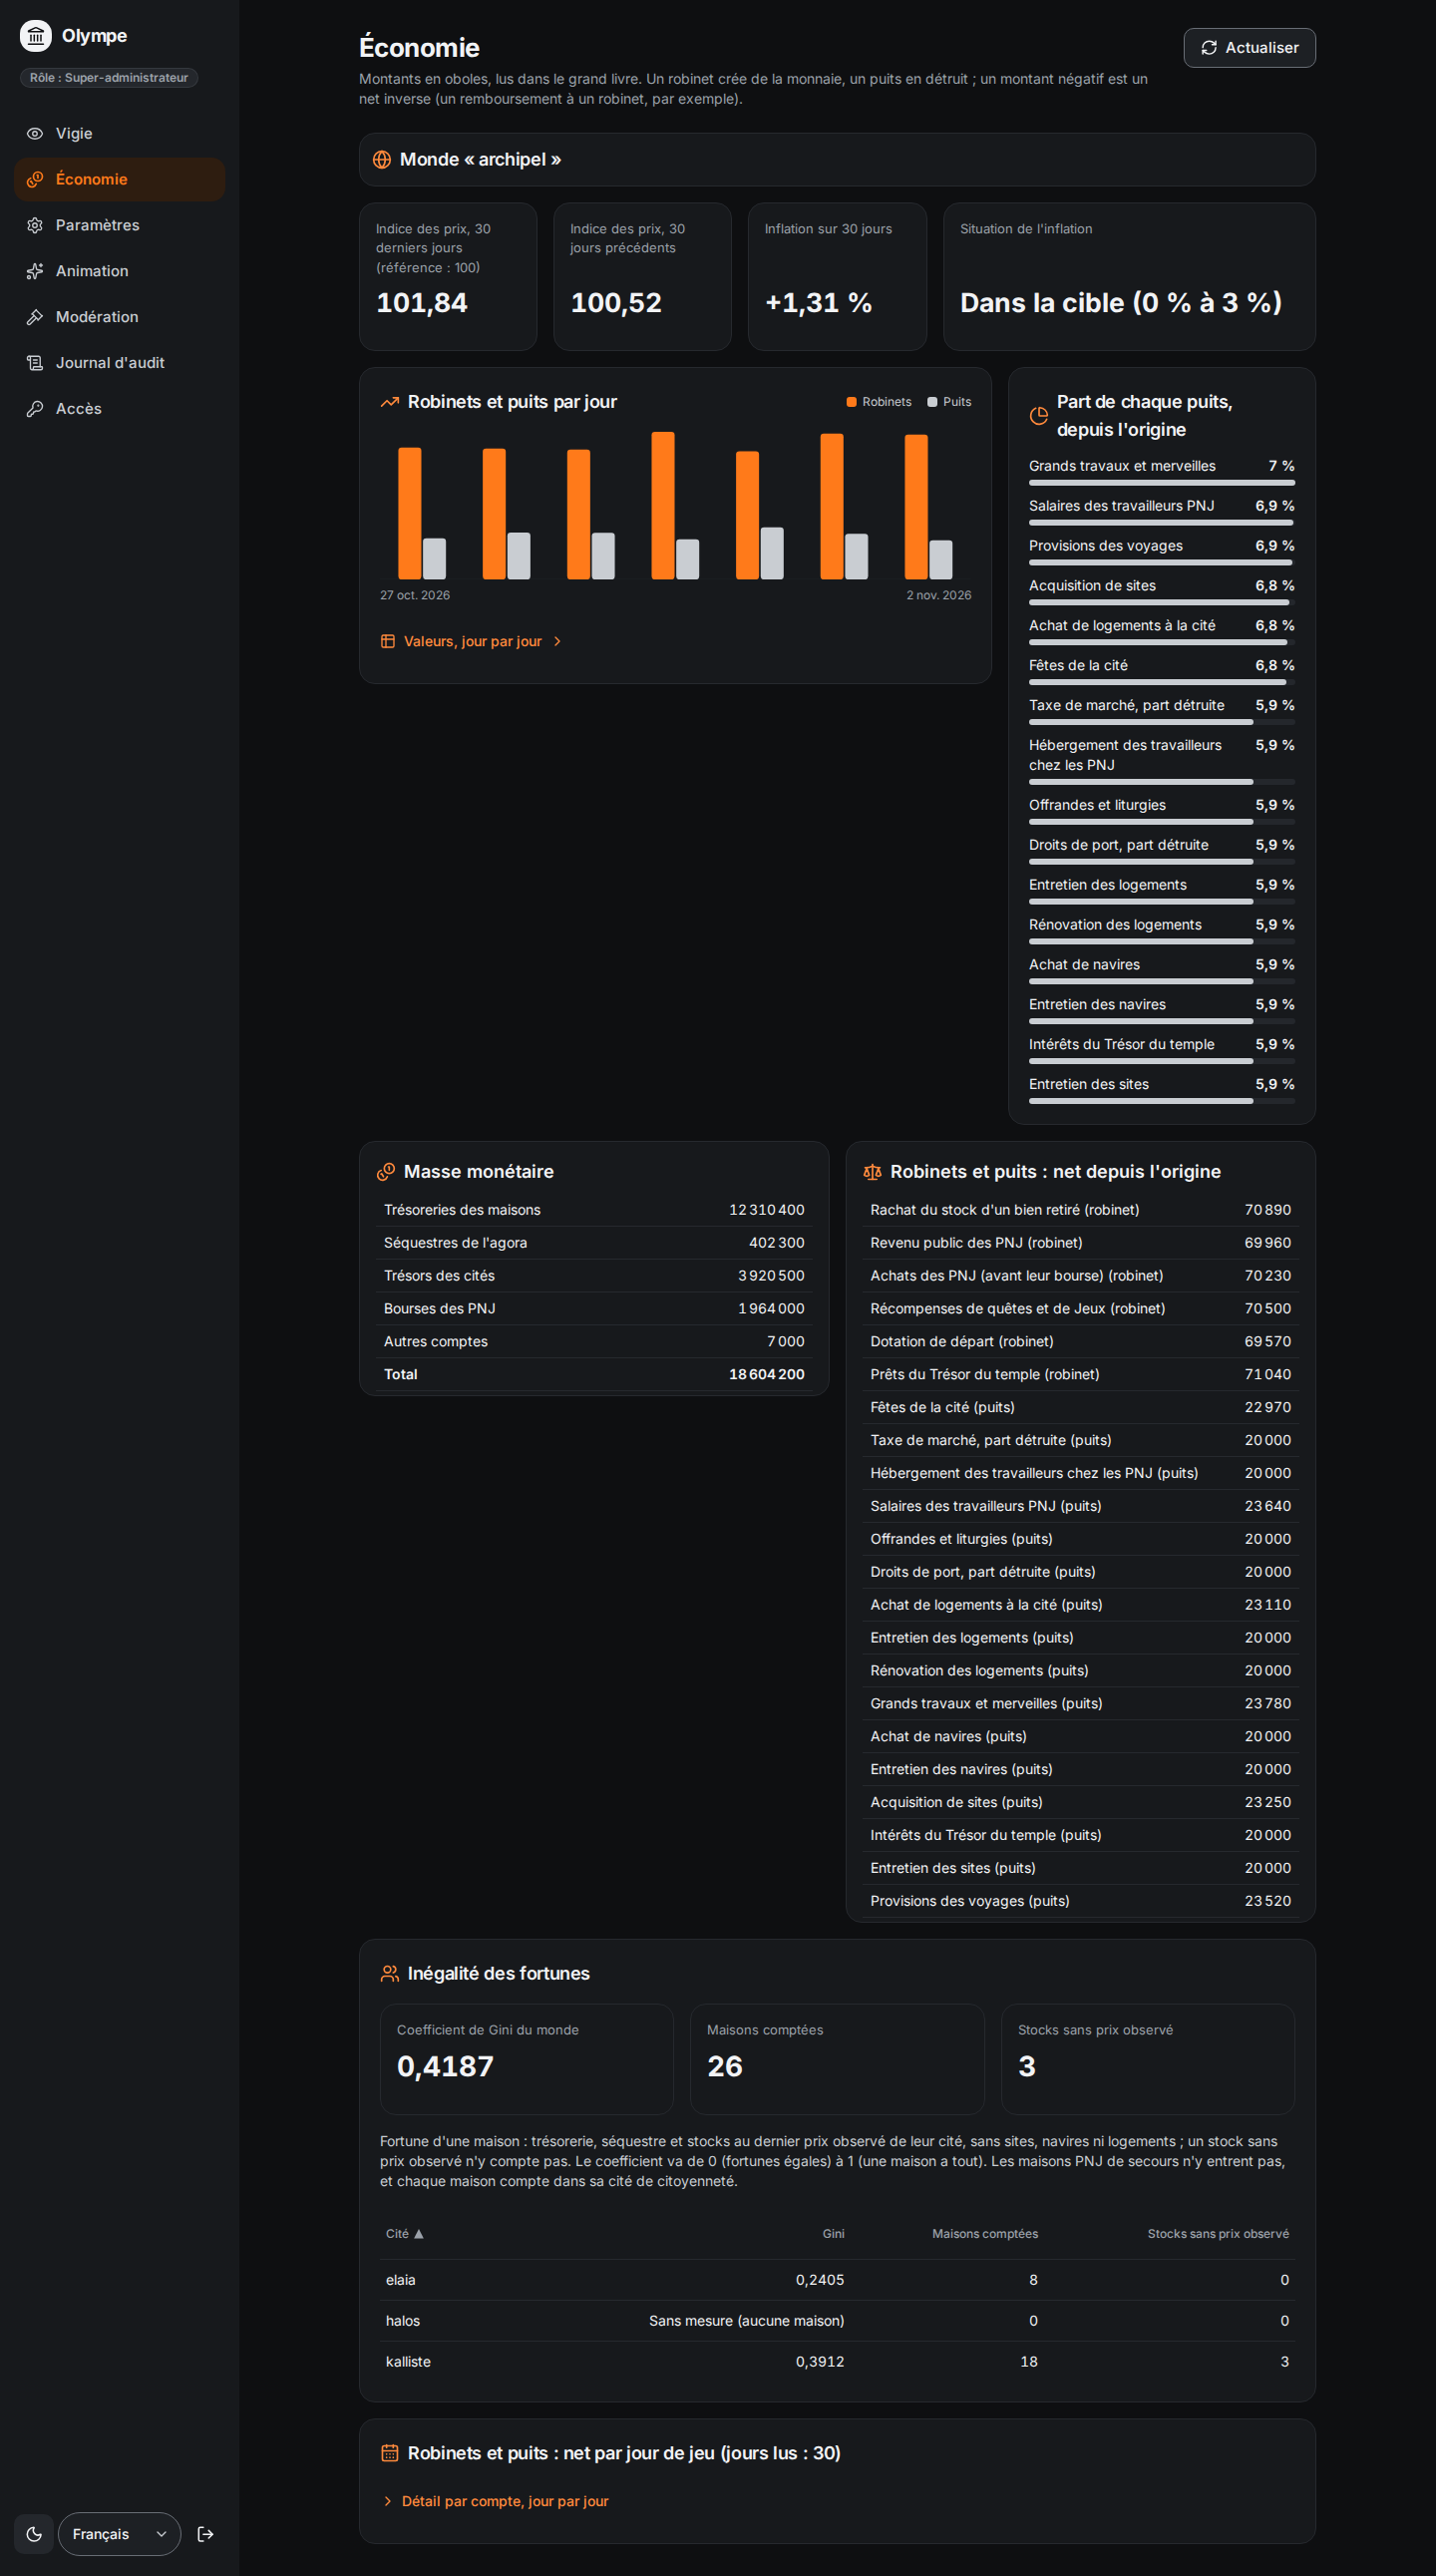 Olympe
Rôle : Super-administrateur
Vigie
Économie
Paramètres
Animation
Modération
Journal d'audit
Accès
Français
Économie
Actualiser
Montants en oboles, lus dans le grand livre. Un robinet crée de la monnaie, un puits en détruit ; un montant négatif est un
net inverse (un remboursement à un robinet, par exemple).
Monde « archipel »
Indice des prix, 30
derniers jours
(référence : 100)
101,84
Indice des prix, 30
jours précédents
100,52
Inflation sur 30 jours
+1,31 %
Situation de l'inflation
Dans la cible (0 % à 3 %)
Robinets et puits par jour
Robinets
Puits
27 oct. 2026
2 nov. 2026
Valeurs, jour par jour
Part de chaque puits,
depuis l'origine
Grands travaux et merveilles 7 %
Salaires des travailleurs PNJ 6,9 %
Provisions des voyages 6,9 %
Acquisition de sites 6,8 %
Achat de logements à la cité 6,8 %
Fêtes de la cité 6,8 %
Taxe de marché, part détruite 5,9 %
Hébergement des travailleurs 5,9 %
chez les PNJ
Offrandes et liturgies 5,9 %
Droits de port, part détruite 5,9 %
Entretien des logements 5,9 %
Rénovation des logements 5,9 %
Achat de navires 5,9 %
Entretien des navires 5,9 %
Intérêts du Trésor du temple 5,9 %
Entretien des sites 5,9 %
Masse monétaire
Trésoreries des maisons 12 310 400
Séquestres de l'agora 402 300
Trésors des cités 3 920 500
Bourses des PNJ 1 964 000
Autres comptes 7 000
Total 18 604 200
Robinets et puits : net depuis l'origine
Rachat du stock d'un bien retiré (robinet) 70 890
Revenu public des PNJ (robinet) 69 960
Achats des PNJ (avant leur bourse) (robinet) 70 230
Récompenses de quêtes et de Jeux (robinet) 70 500
Dotation de départ (robinet) 69 570
Prêts du Trésor du temple (robinet) 71 040
Fêtes de la cité (puits) 22 970
Taxe de marché, part détruite (puits) 20 000
Hébergement des travailleurs chez les PNJ (puits) 20 000
Salaires des travailleurs PNJ (puits) 23 640
Offrandes et liturgies (puits) 20 000
Droits de port, part détruite (puits) 20 000
Achat de logements à la cité (puits) 23 110
Entretien des logements (puits) 20 000
Rénovation des logements (puits) 20 000
Grands travaux et merveilles (puits) 23 780
Achat de navires (puits) 20 000
Entretien des navires (puits) 20 000
Acquisition de sites (puits) 23 250
Intérêts du Trésor du temple (puits) 20 000
Entretien des sites (puits) 20 000
Provisions des voyages (puits) 23 520
Inégalité des fortunes
Coefficient de Gini du monde
0,4187
Maisons comptées
26
Stocks sans prix observé
3
Fortune d'une maison : trésorerie, séquestre et stocks au dernier prix observé de leur cité, sans sites, navires ni logements ; un stock sans
prix observé n'y compte pas. Le coefficient va de 0 (fortunes égales) à 1 (une maison a tout). Les maisons PNJ de secours n'y entrent pas,
et chaque maison compte dans sa cité de citoyenneté.
Cité ▲ Gini Maisons comptées Stocks sans prix observé
elaia 0,2405 8 0
halos Sans mesure (aucune maison) 0 0
kalliste 0,3912 18 3
Robinets et puits : net par jour de jeu (jours lus : 30)
Détail par compte, jour par jour